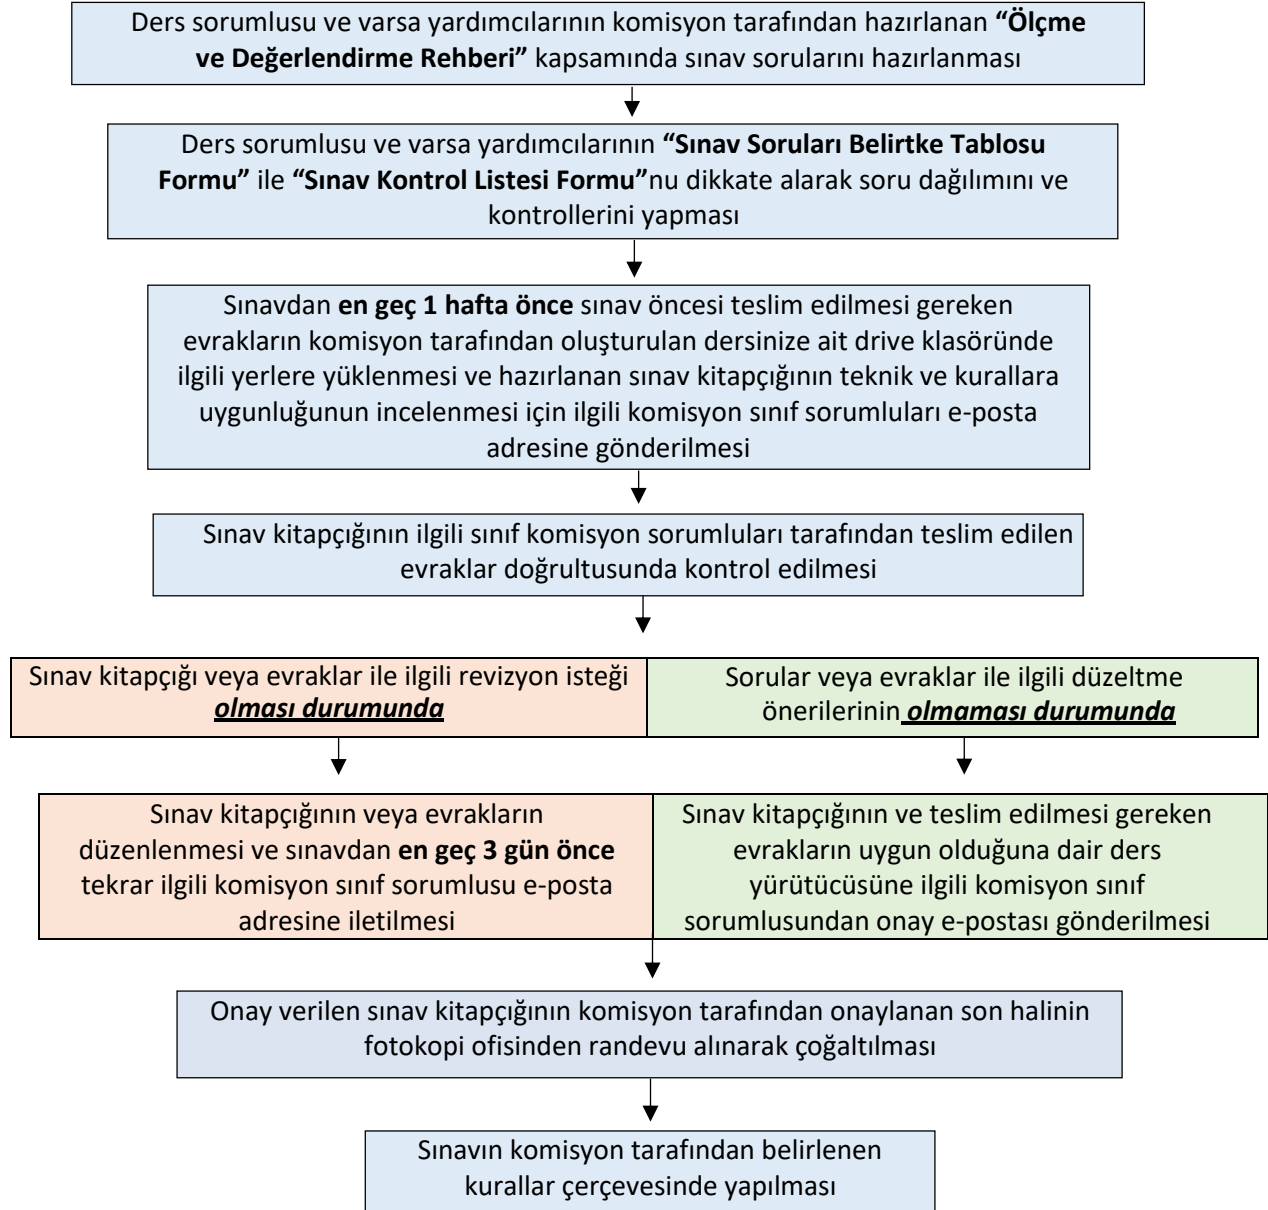 Ders sorumlusu ve varsa yardımcılarının komisyon tarafından hazırlanan “Ölçme
ve Değerlendirme Rehberi” kapsamında sınav sorularını hazırlanması
Ders sorumlusu ve varsa yardımcılarının “Sınav Soruları Belirtke Tablosu
Formu” ile “Sınav Kontrol Listesi Formu”nu dikkate alarak soru dağılımını ve
kontrollerini yapması
Sınavdan en geç 1 hafta önce sınav öncesi teslim edilmesi gereken
evrakların komisyon tarafından oluşturulan dersinize ait drive klasöründe
ilgili yerlere yüklenmesi ve hazırlanan sınav kitapçığının teknik ve kurallara
uygunluğunun incelenmesi için ilgili komisyon sınıf sorumluları e-posta
adresine gönderilmesi
Sınav kitapçığının ilgili sınıf komisyon sorumluları tarafından teslim edilen
evraklar doğrultusunda kontrol edilmesi
Sınav kitapçığı veya evraklar ile ilgili revizyon isteği
olması durumunda
Sorular veya evraklar ile ilgili düzeltme
önerilerinin olmaması durumunda
Sınav kitapçığının veya evrakların
düzenlenmesi ve sınavdan en geç 3 gün önce
tekrar ilgili komisyon sınıf sorumlusu e-posta
adresine iletilmesi
Sınav kitapçığının ve teslim edilmesi gereken
evrakların uygun olduğuna dair ders
yürütücüsüne ilgili komisyon sınıf
sorumlusundan onay e-postası gönderilmesi
Onay verilen sınav kitapçığının komisyon tarafından onaylanan son halinin
fotokopi ofisinden randevu alınarak çoğaltılması
Sınavın komisyon tarafından belirlenen
kurallar çerçevesinde yapılması